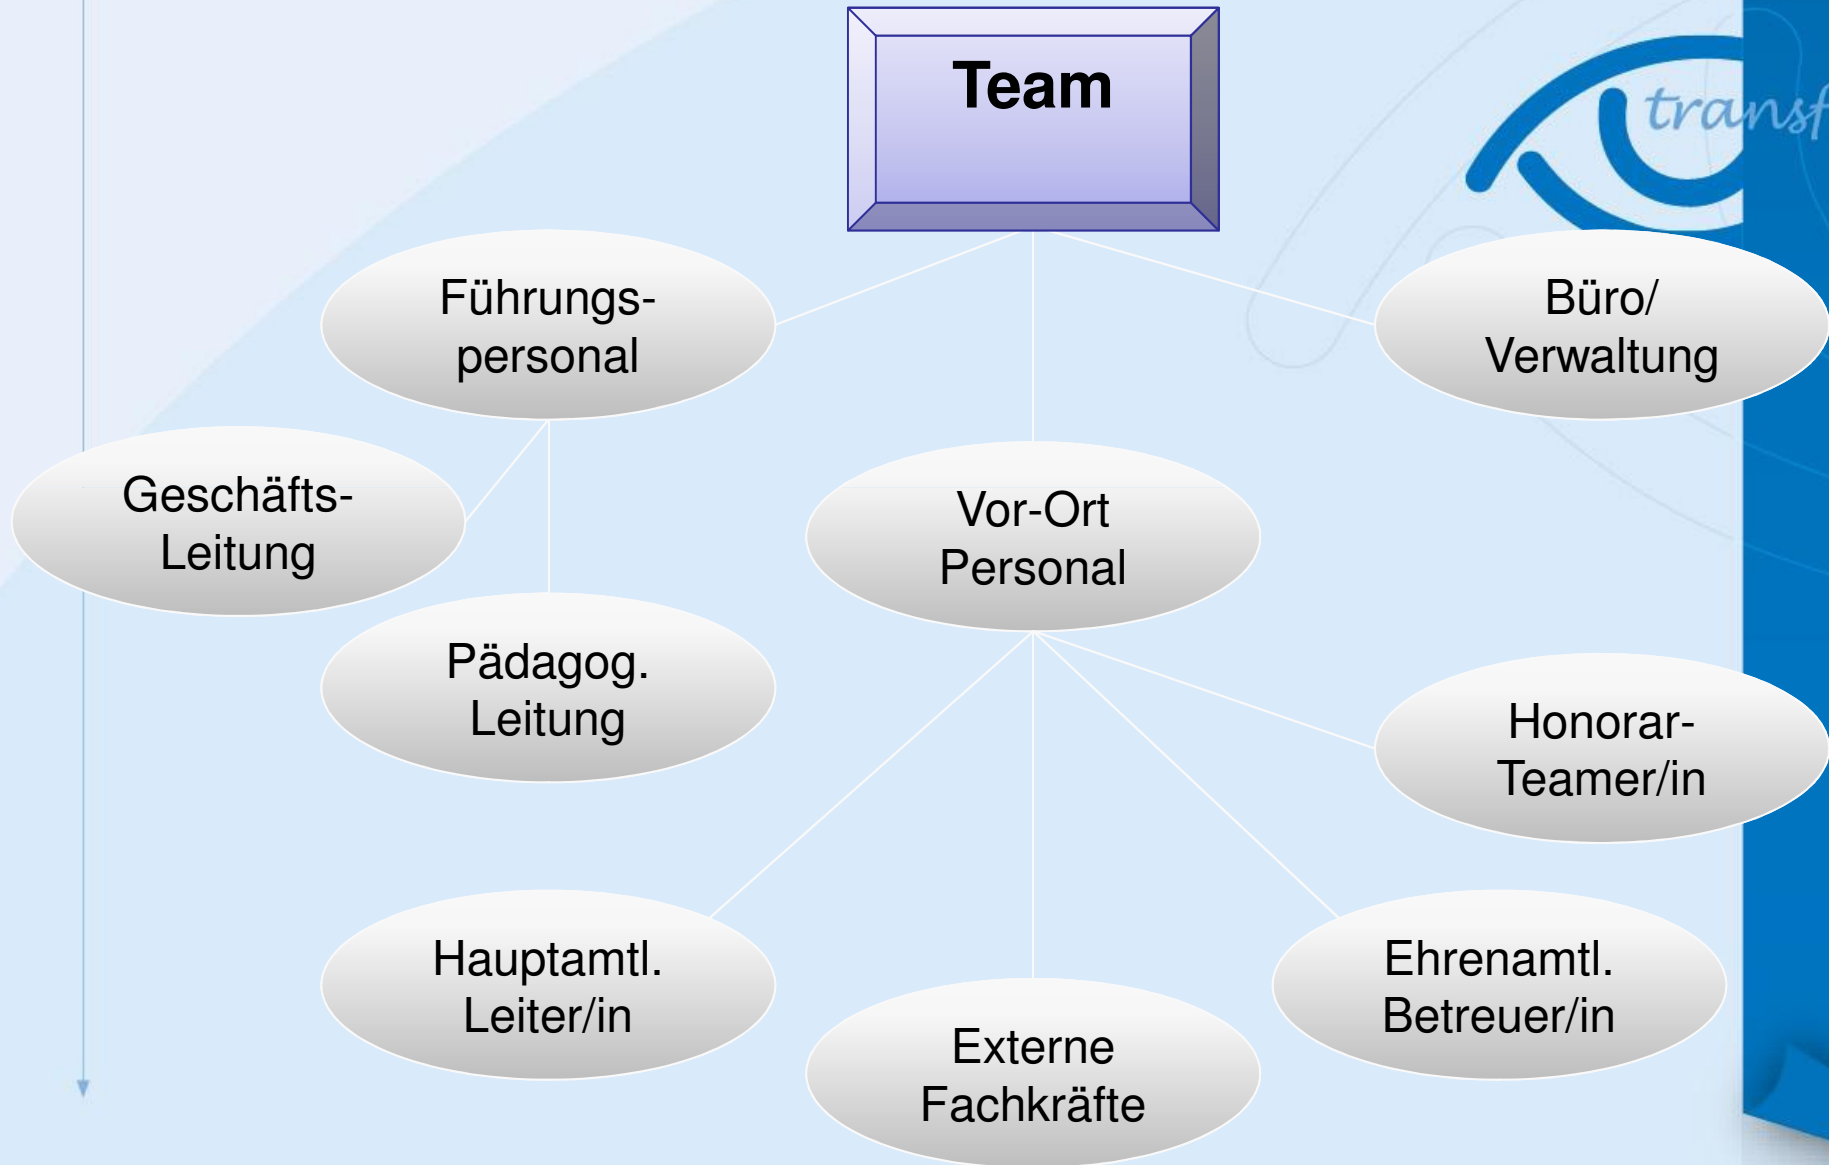 Team
transf
Führungs-
personal
Büro/
Verwaltung
Geschäfts-
Leitung
Vor-Ort
Personal
Pädagog.
Leitung
Honorar-
Teamer/in
Hauptamtl.
Leiter/in
Ehrenamtl.
Betreuer/in
Externe
Fachkräfte